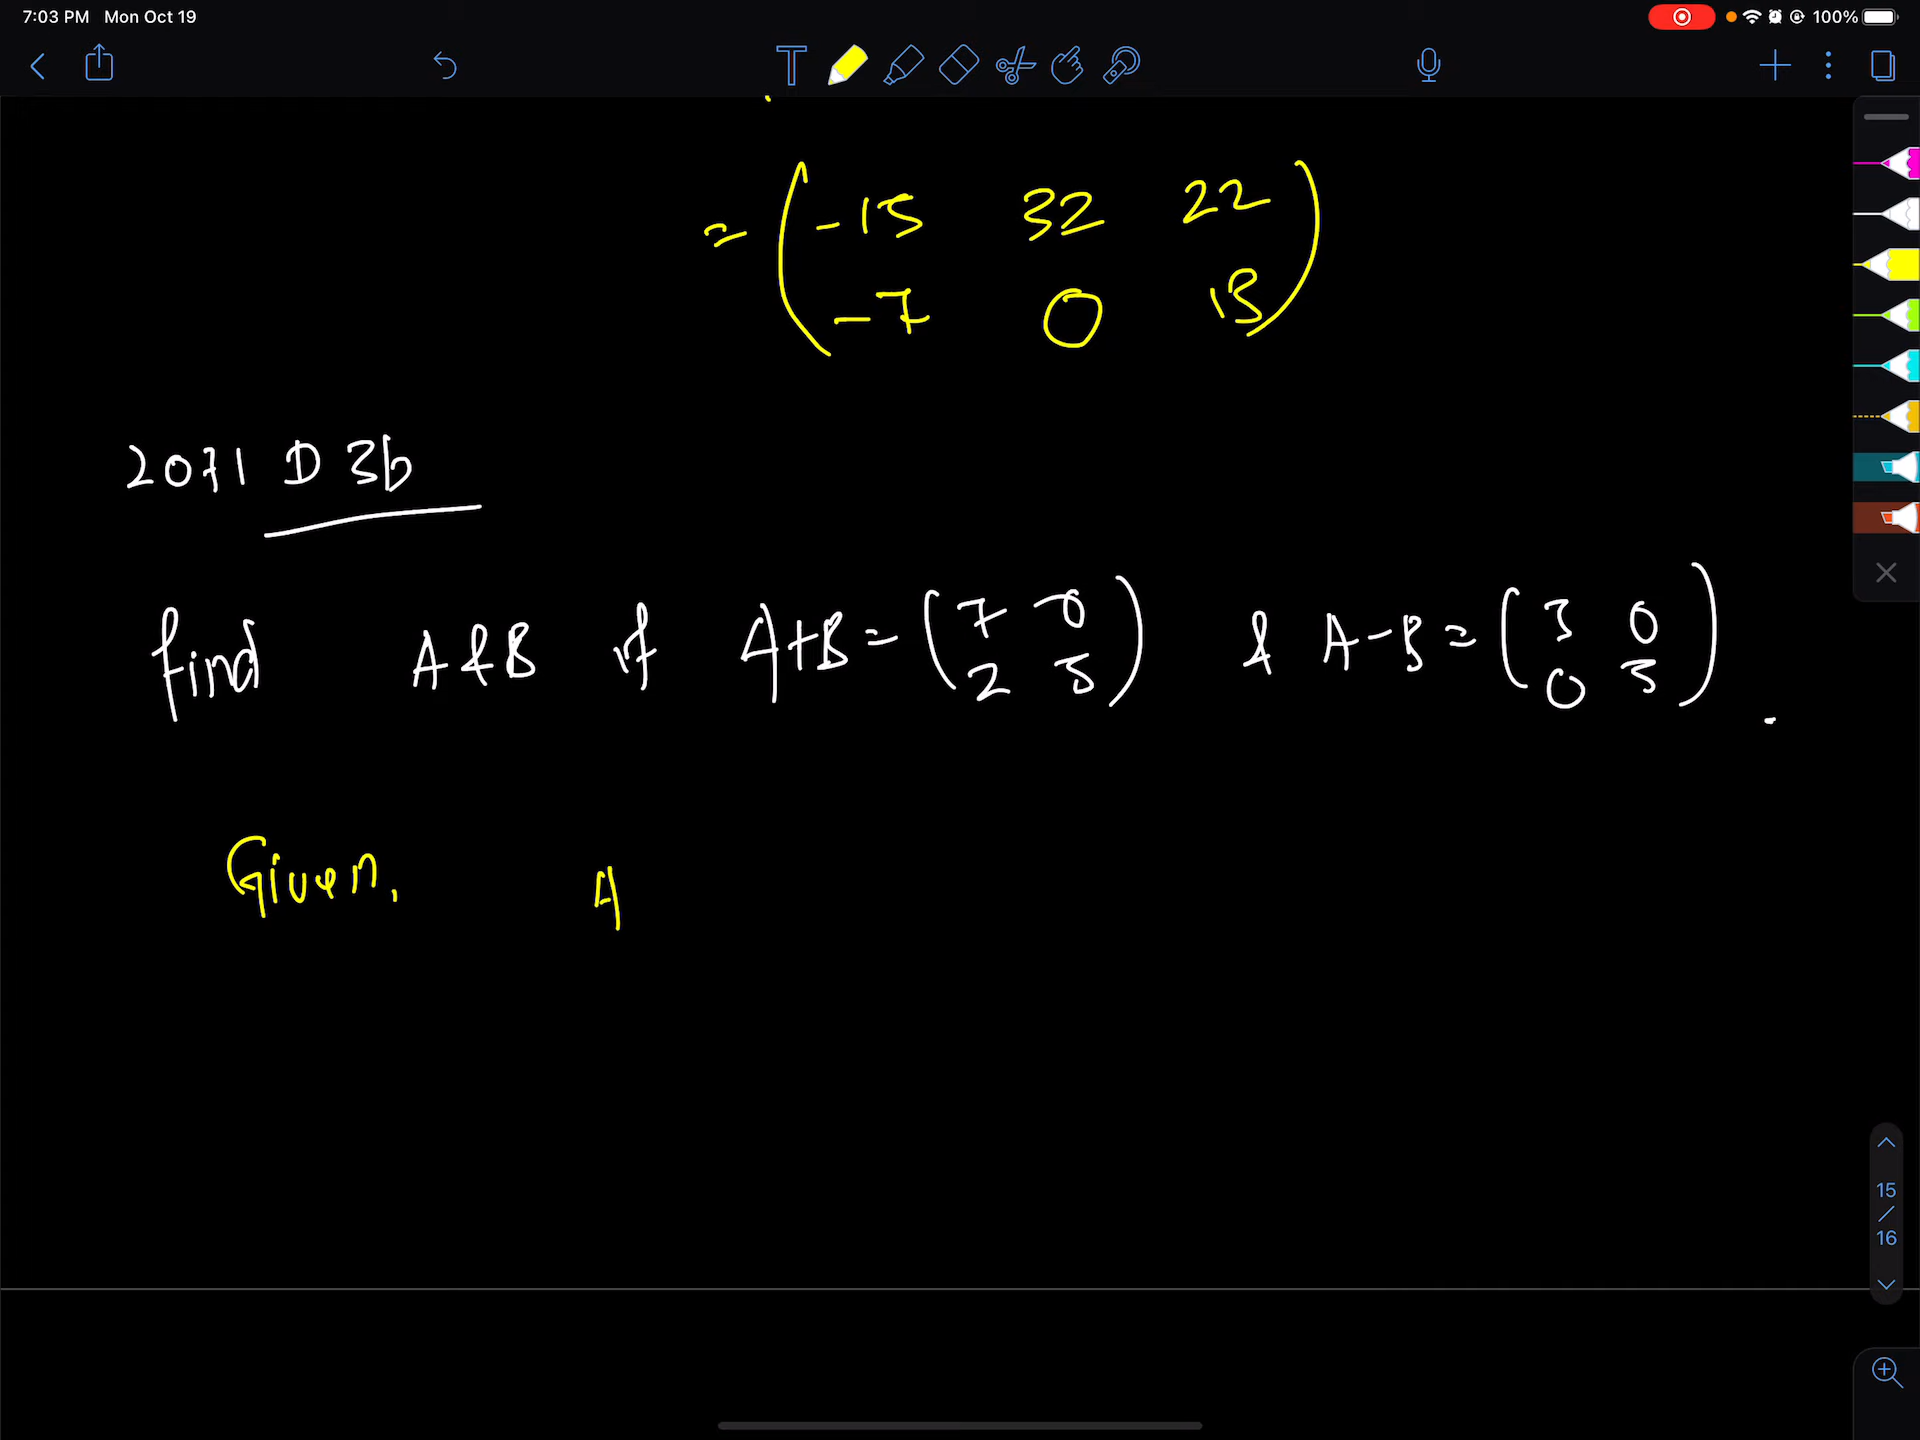 7:03 PM Mon Oct 19 100%
= ( -15 32 22
-7 0 13 )
2071 D 3b
find A & B if A+B = ( 7 0 & A-B = ( 3 0
2 5 ) 0 3 ) .
Given, A
15
/
16